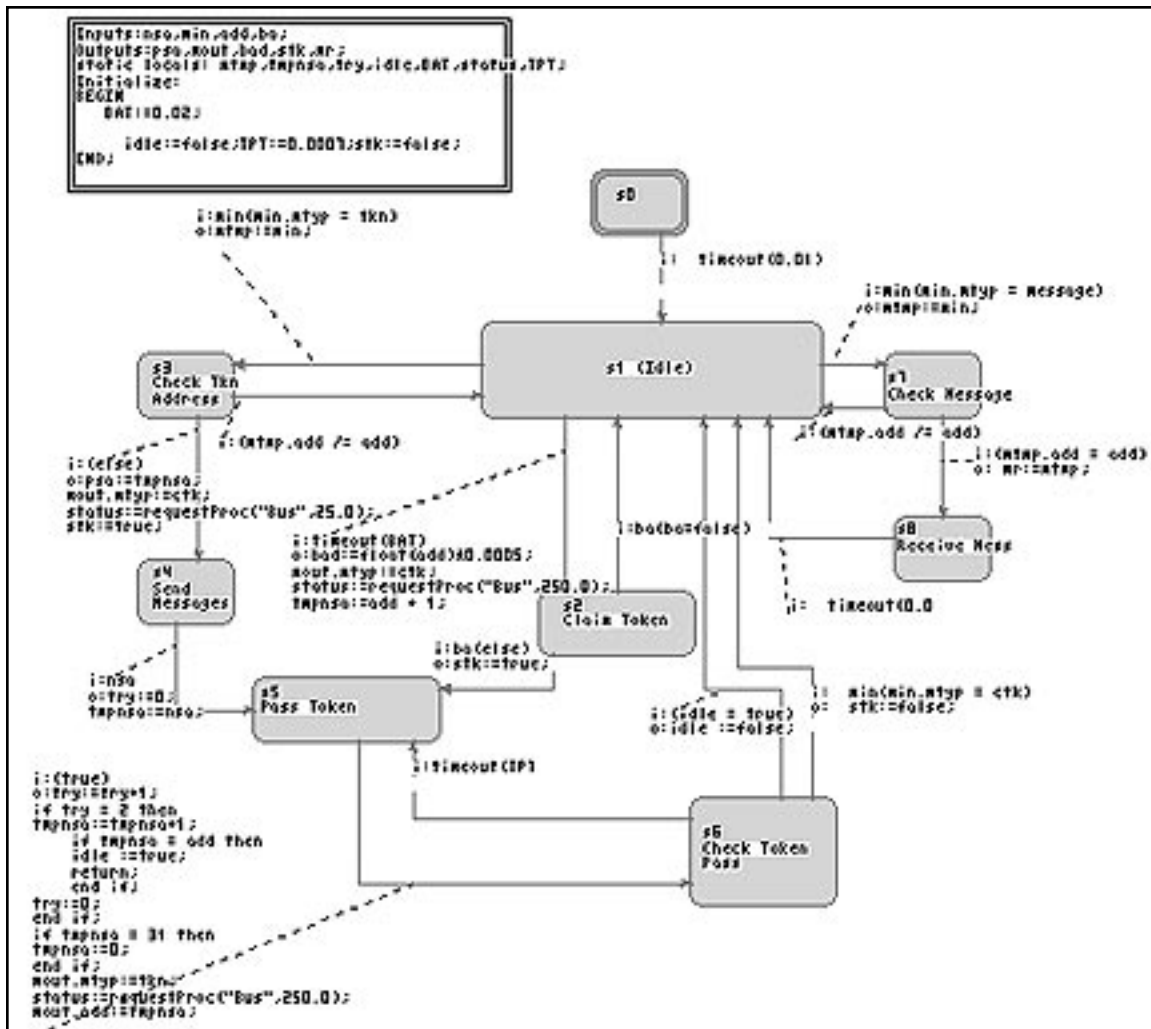 Inputs:nsa,min,add,ba;
Outputs:psa,mout,bad,stk,mr;
static locals: mtmp,tmpnsa,try,idle,BAT,status,TPT;
Initialize:
BEGIN
BAT:=0.02;
idle:=false;TPT:=0.0007;stk:=false;
END;
s0
i: timeout(0.01)
i:min(min.mtyp = tkn)
o:mtmp:=min;
i:min(min.mtyp = message)
o:mtmp:=min;
s1 (Idle)
s3
Check Tkn
Address
s7
Check Message
i:(mtmp.add /= add)
i:(mtmp.add /= add)
i:(mtmp.add = add)
o: mr:=mtmp;
i:(else)
o:psa:=tmpnsa;
mout.mtyp:=ctk;
status:=requestProc("Bus",25.0);
stk:=true;
i:timeout(BAT)
o:bad:=float(add)*0.0005;
mout.mtyp:=ctk;
status:=requestProc("Bus",250.0);
tmpnsa:=add + 1;
i:ba(ba=false)
s8
Receive Mess
i: timeout(0.0
s4
Send
Messages
s2
Claim Token
i:ba(else)
o:stk:=true;
i:nsa
o:try:=0;
tmpnsa:=nsa;
s5
Pass Token
i:(idle = true)
o:idle :=false;
i: min(min.mtyp = ctk)
o: stk:=false;
i:timeout(TPT
s6
Check Token
Pass
i:(true)
o:try:=try+1;
if try = 2 then
tmpnsa:=tmpnsa+1;
if tmpnsa = add then
idle :=true;
return;
end if;
try:=0;
end if;
if tmpnsa = 31 then
tmpnsa:=0;
end if;
mout.mtyp:=tkn;
status:=requestProc("Bus",250.0);
mout.add:=tmpnsa;